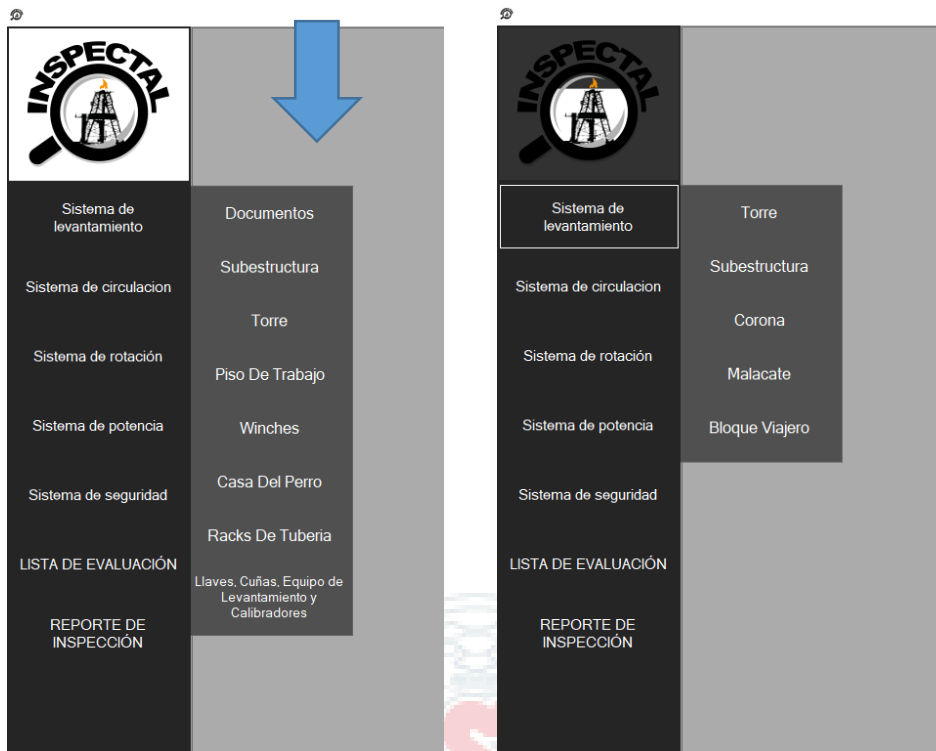 INSPECTAL
Sistema de
levantamiento
Sistema de circulacion
Sistema de rotación
Sistema de potencia
Sistema de seguridad
LISTA DE EVALUACIÓN
REPORTE DE
INSPECCIÓN
Documentos
Subestructura
Torre
Piso De Trabajo
Winches
Casa Del Perro
Racks De Tuberia
Llaves, Cuñas, Equipo de
Levantamiento y
Calibradores
INSPECTAL
Sistema de
levantamiento
Sistema de circulacion
Sistema de rotación
Sistema de potencia
Sistema de seguridad
LISTA DE EVALUACIÓN
REPORTE DE
INSPECCIÓN
Torre
Subestructura
Corona
Malacate
Bloque Viajero